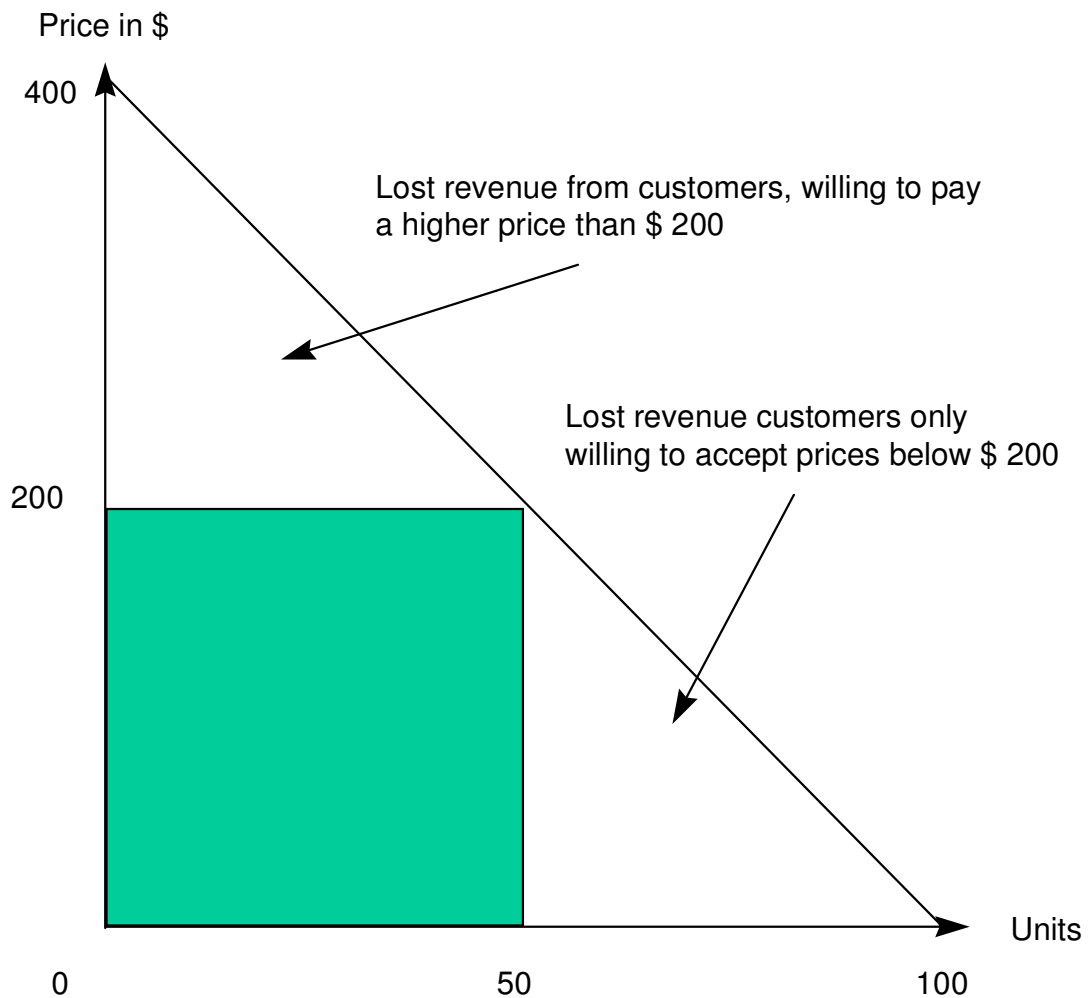 Price in $
400
Lost revenue from customers, willing to pay
a higher price than $ 200
Lost revenue customers only
willing to accept prices below $ 200
200
Units
0
50
100